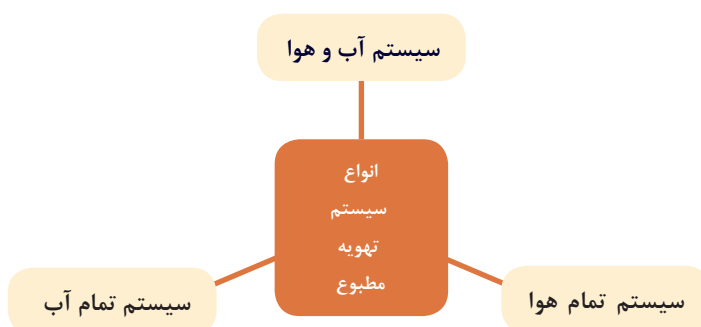 سیستم آب و هوا
انواع
سیستم
تهویه
مطبوع
سیستم تمام هوا
سیستم تمام آب